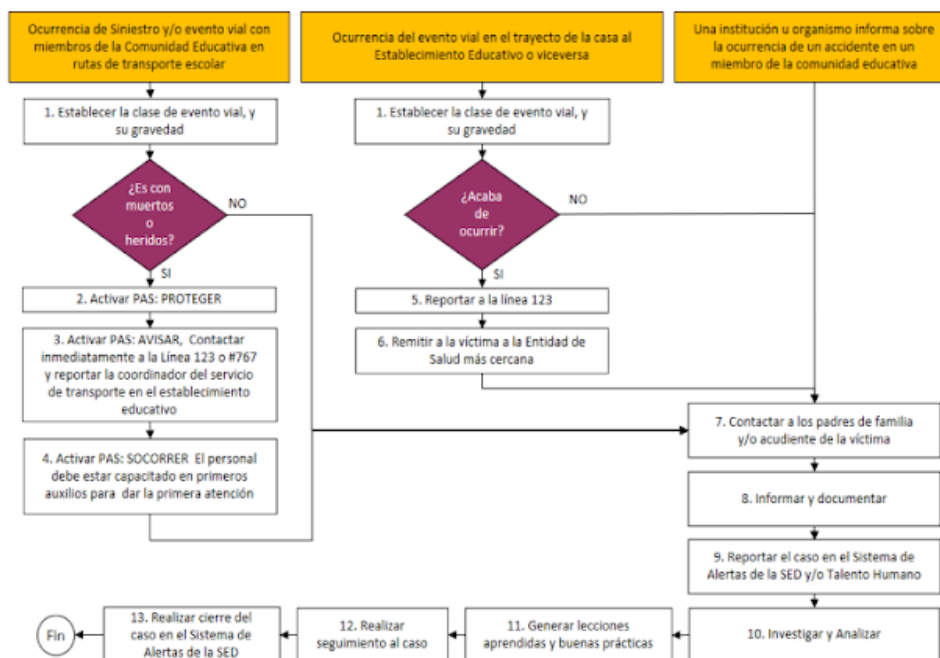 Ocurrencia de Siniestro y/o evento vial con
miembros de la Comunidad Educativa en
rutas de transporte escolar
Ocurrencia del evento vial en el trayecto de la casa al
Establecimiento Educativo o viceversa
Una institución u organismo informa sobre
la ocurrencia de un accidente en un
miembro de la comunidad educativa
1. Establecer la clase de evento vial, y
su gravedad
1. Establecer la clase de evento vial, y
su gravedad
¿Es con
muertos
o
heridos?
NO
SI
¿Acaba
de
ocurrir?
NO
SI
2. Activar PAS: PROTEGER
3. Activar PAS: AVISAR, Contactar
inmediatamente a la Línea 123 o #767
y reportar la coordinador del servicio
de transporte en el establecimiento
educativo
4. Activar PAS: SOCORRER El personal
debe estar capacitado en primeros
auxilios para dar la primera atención
5. Reportar a la línea 123
6. Remitir a la víctima a la Entidad de
Salud más cercana
7. Contactar a los padres de familia
y/o acudiente de la víctima
8. Informar y documentar
9. Reportar el caso en el Sistema de
Alertas de la SED y/o Talento Humano
10. Investigar y Analizar
11. Generar lecciones
aprendidas y buenas prácticas
12. Realizar
seguimiento al caso
13. Realizar cierre del
caso en el Sistema de
Alertas de la SED
Fin